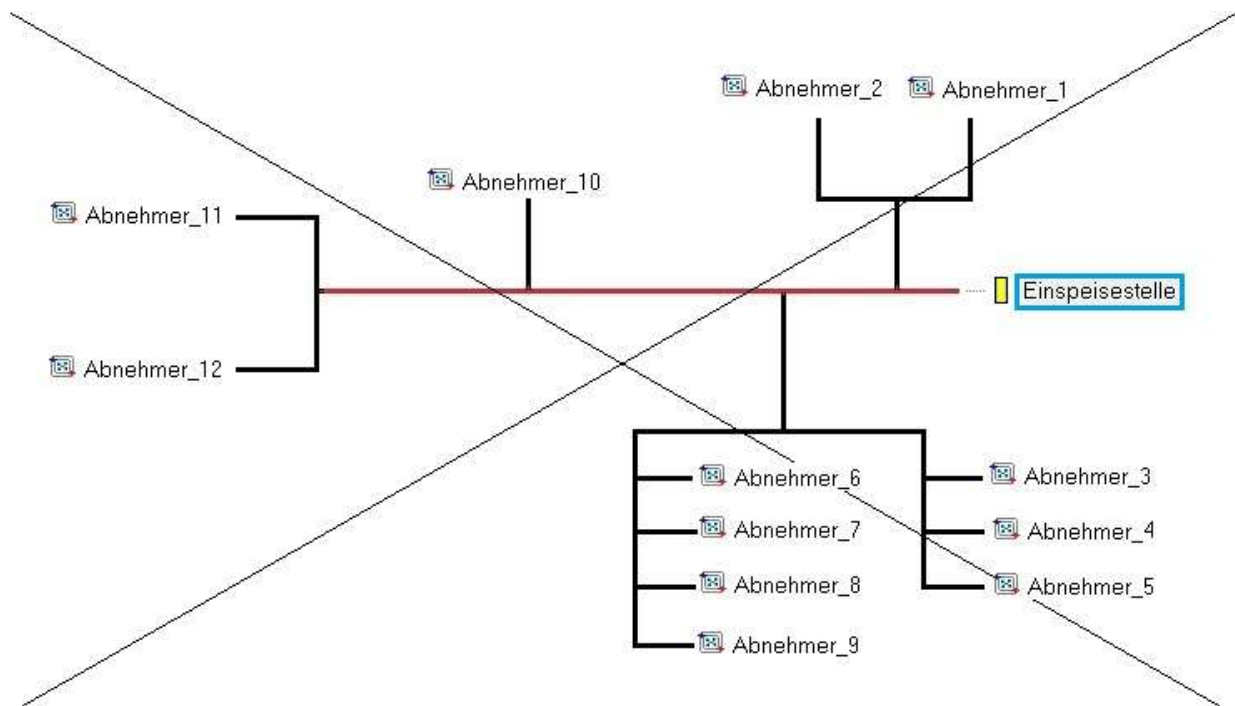 Abnehmer_2
Abnehmer_1
Abnehmer_10
Abnehmer_11
Einspeisestelle
Abnehmer_12
Abnehmer_6
Abnehmer_3
Abnehmer_7
Abnehmer_4
Abnehmer_8
Abnehmer_5
Abnehmer_9